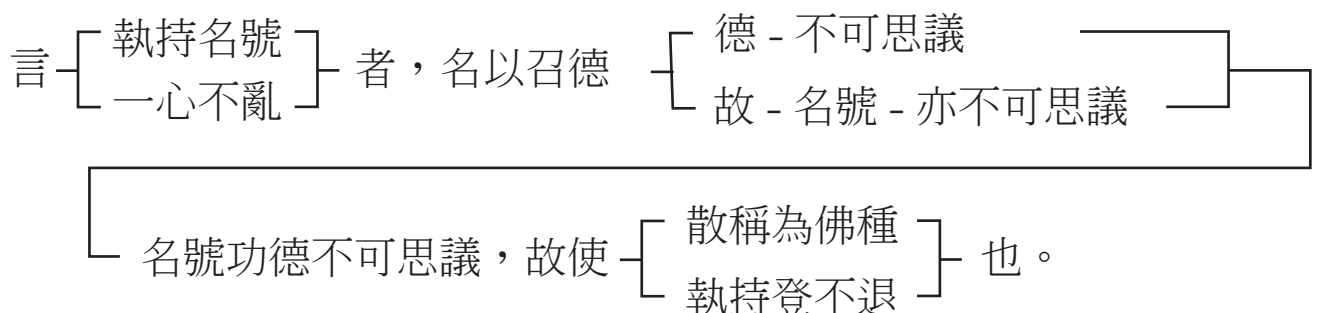 言 執持名號 一心不亂 者，名以召德 德 - 不可思議
故 - 名號 - 亦不可思議
名號功德不可思議，故使 散稱為佛種 執持登不退 也。